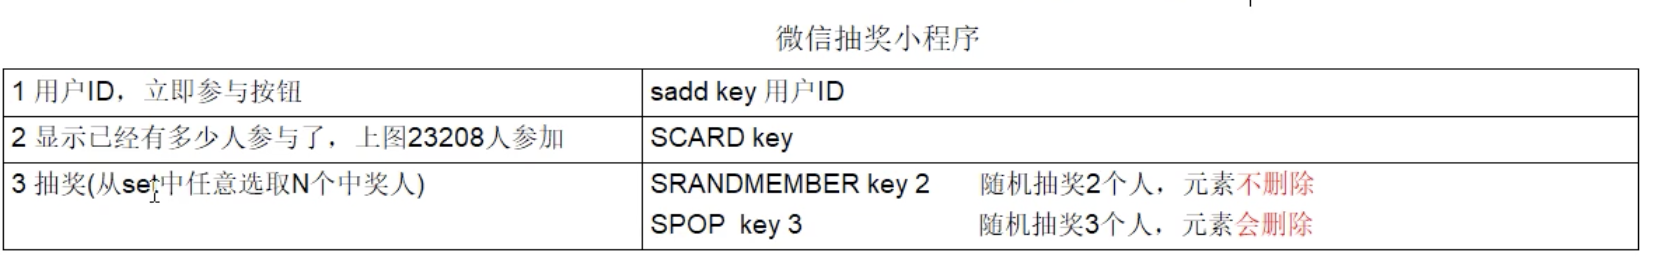 微信抽奖小程序
1 用户ID，立即参与按钮
sadd key 用户ID
2 显示已经有多少人参与了，上图23208人参加
SCARD key
3 抽奖(从set中任意选取N个中奖人)
SRANDMEMBER key 2 随机抽奖2个人，元素不删除
SPOP key 3 随机抽奖3个人，元素会删除